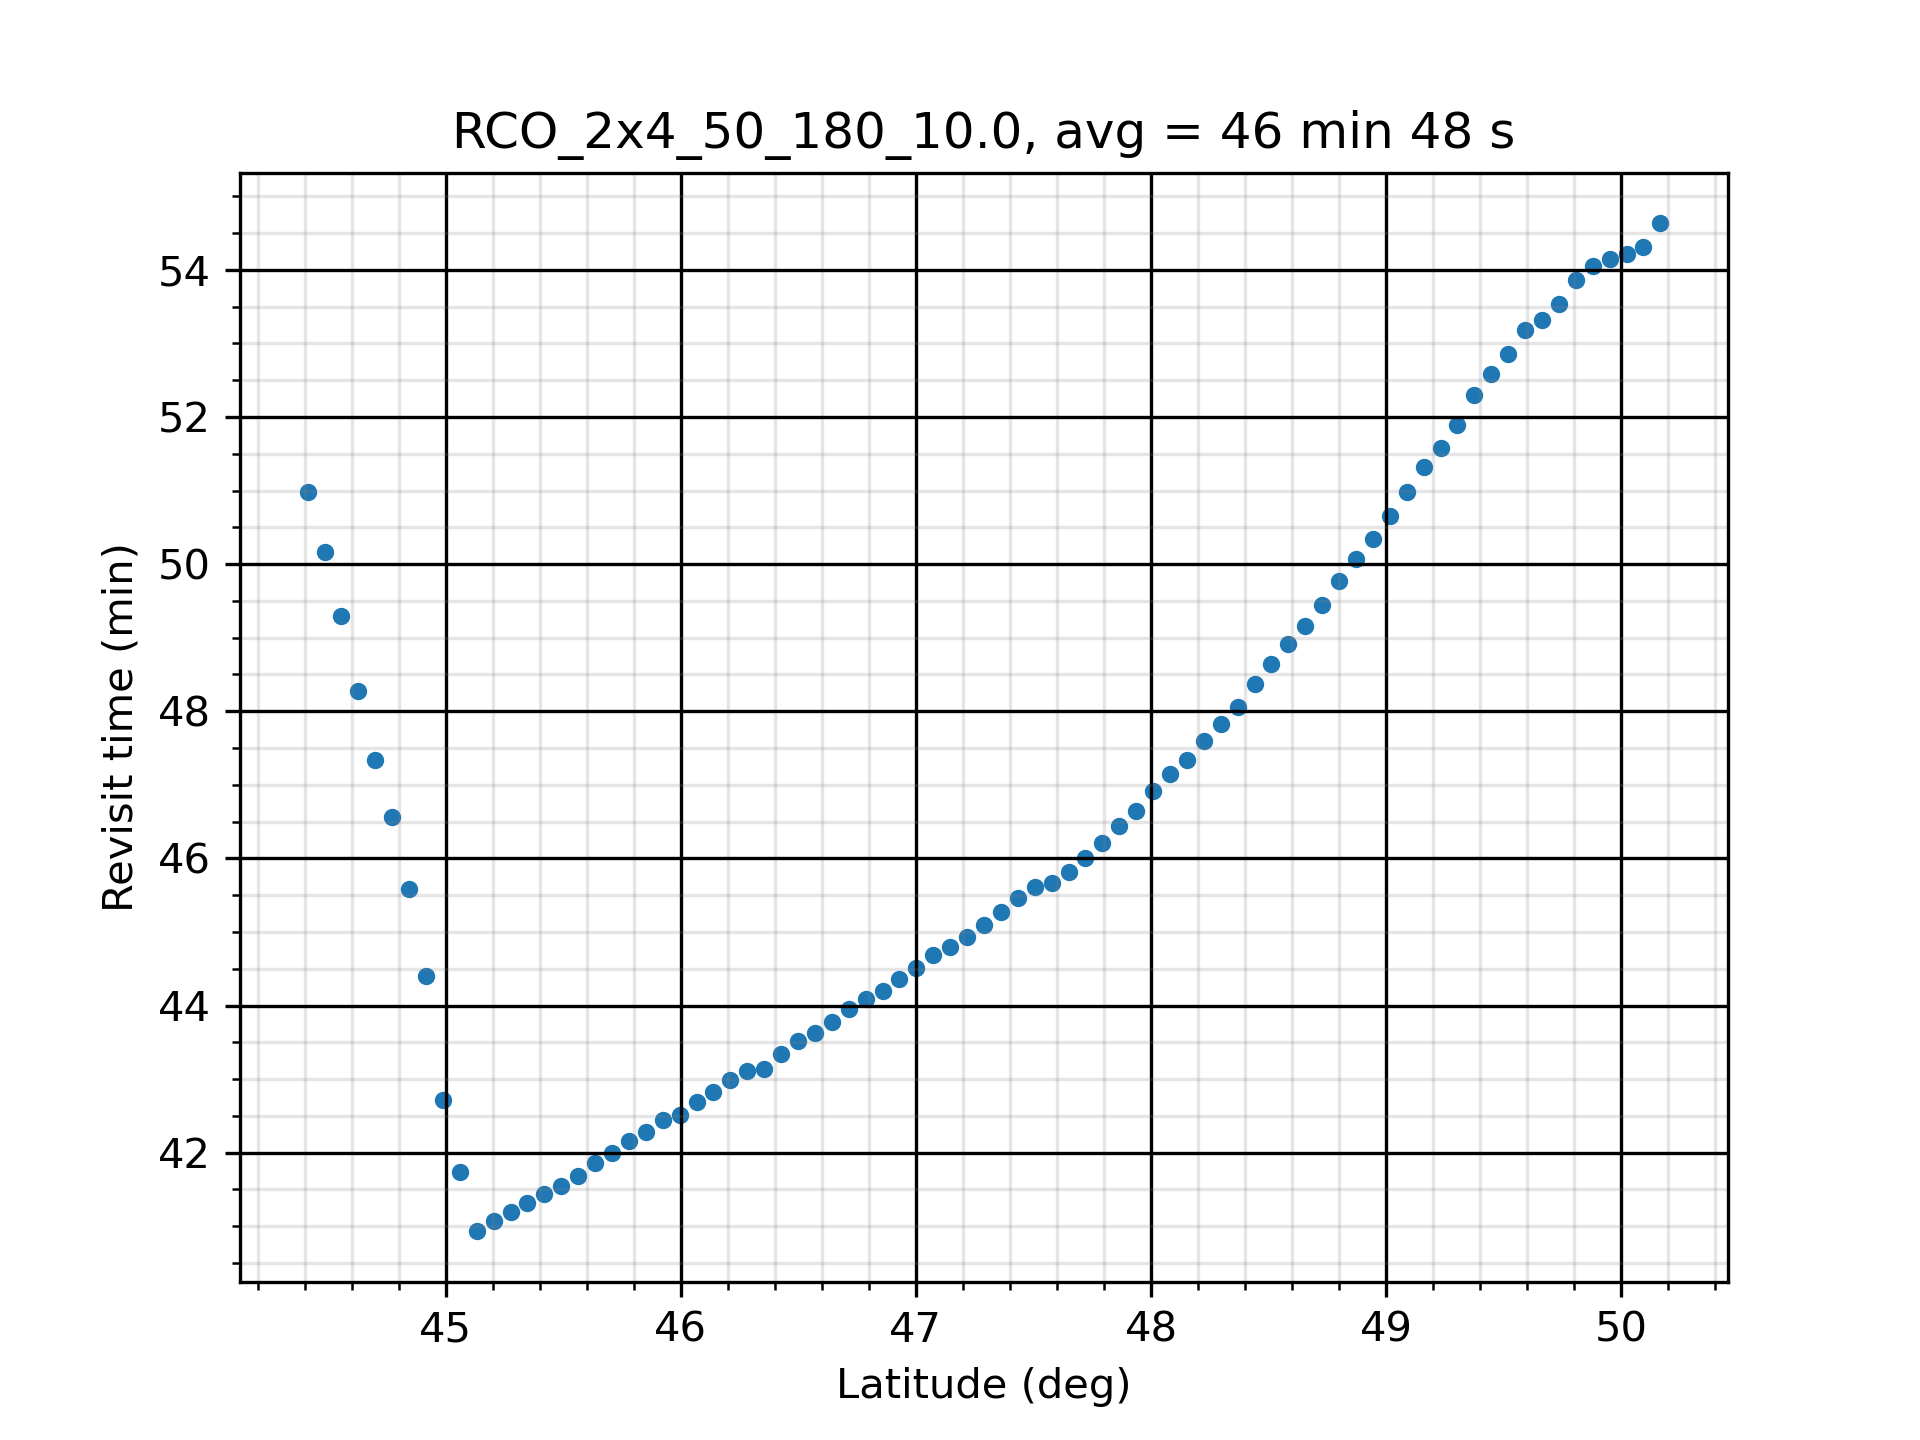 RCO_2x4_50_180_10.0, avg = 46 min 48 s
Revisit time (min)
54
52
50
48
46
44
42
45 46 47 48 49 50
Latitude (deg)